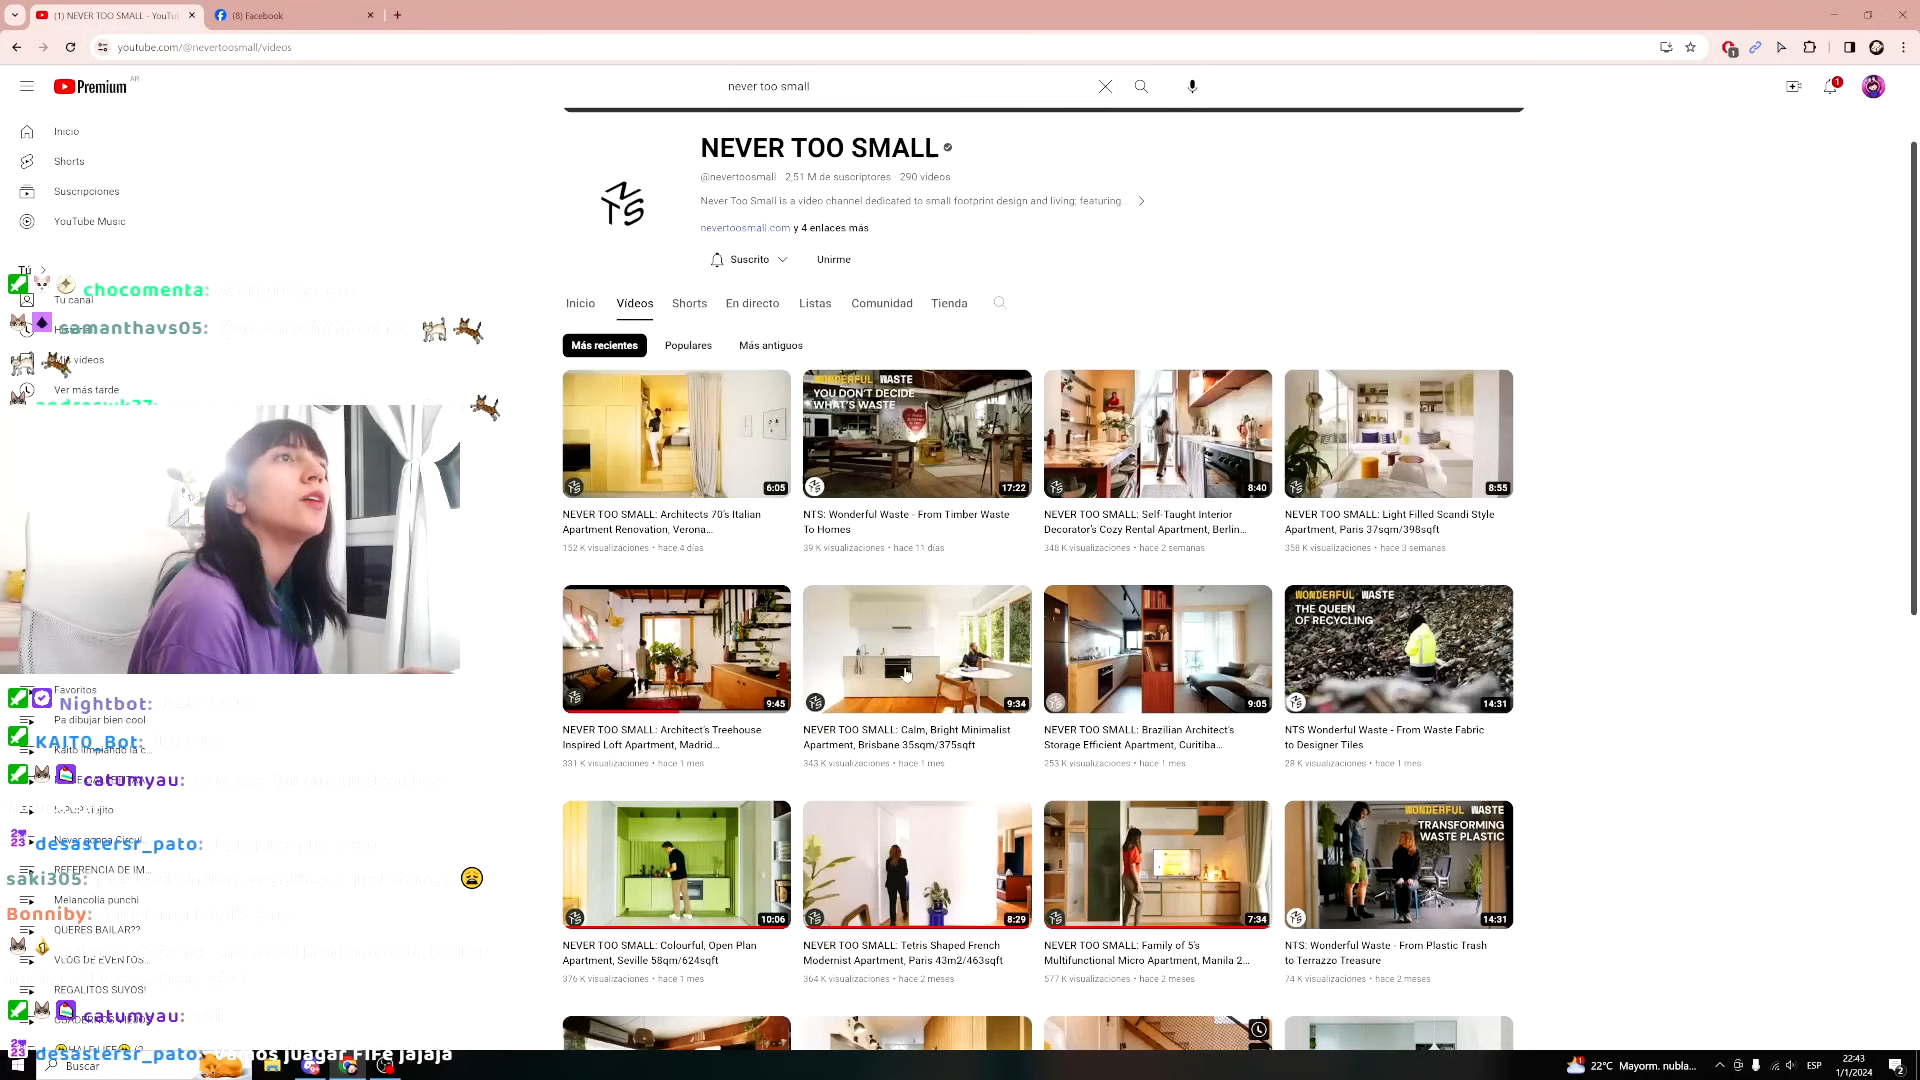 (1) NEVER TOO SMALL - YouTu
(8) Facebook
youtube.com/@nevertoosmall/videos
Premium
AR
never too small
1
Inicio
Shorts
Suscripciones
YouTube Music
Tú
Tu canal
Mis vídeos
Ver más tarde
chocomenta:
samanthavs05:
NEVER TOO SMALL
@nevertoosmall 2,51 M de suscriptores 290 vídeos
Never Too Small is a video channel dedicated to small footprint design and living; featuring...
nevertoosmall.com y 4 enlaces más
Suscrito
Unirme
Inicio
Vídeos
Shorts
En directo
Listas
Comunidad
Tienda
Más recientes
Populares
Más antiguos
6:05
WONDERFUL WASTE
YOU DON'T DECIDE
WHAT'S WASTE
17:22
8:40
8:55
NEVER TOO SMALL: Architects 70's Italian
Apartment Renovation, Verona...
152 K visualizaciones • hace 4 días
NTS: Wonderful Waste - From Timber Waste
To Homes
39 K visualizaciones • hace 11 días
NEVER TOO SMALL: Self-Taught Interior
Decorator's Cozy Rental Apartment, Berlin...
348 K visualizaciones • hace 2 semanas
NEVER TOO SMALL: Light Filled Scandi Style
Apartment, Paris 37sqm/398sqft
358 K visualizaciones • hace 3 semanas
9:45
9:34
9:05
WONDERFUL WASTE
THE QUEEN
OF RECYCLING
14:31
NEVER TOO SMALL: Architect's Treehouse
Inspired Loft Apartment, Madrid...
331 K visualizaciones • hace 1 mes
NEVER TOO SMALL: Calm, Bright Minimalist
Apartment, Brisbane 35sqm/375sqft
343 K visualizaciones • hace 1 mes
NEVER TOO SMALL: Brazilian Architect's
Storage Efficient Apartment, Curitiba...
253 K visualizaciones • hace 1 mes
NTS Wonderful Waste - From Waste Fabric
to Designer Tiles
28 K visualizaciones • hace 1 mes
10:06
8:29
7:34
WONDERFUL WASTE
TRANSFORMING
WASTE PLASTIC
14:31
NEVER TOO SMALL: Colourful, Open Plan
Apartment, Seville 58qm/624sqft
376 K visualizaciones • hace 1 mes
NEVER TOO SMALL: Tetris Shaped French
Modernist Apartment, Paris 43m2/463sqft
364 K visualizaciones • hace 2 meses
NEVER TOO SMALL: Family of 5's
Multifunctional Micro Apartment, Manila 2...
577 K visualizaciones • hace 2 meses
NTS: Wonderful Waste - From Plastic Trash
to Terrazzo Treasure
74 K visualizaciones • hace 2 meses
Favoritos
Nightbot:
Pa dibujar bien cool
KAIT0_Bot:
Kaito limpiando la c...
catumyau:
desastersr_pato:
REFERENCIA DE IM...
saki305:
Melancolia punchi
Bonniby:
QUERES BAILAR??
VLOG DE EVENTOS...
REGALITOS SUYOS!
catumyau:
desastersr_pato: vamos juagar FIFe jajaja
Buscar
22°C Mayorm. nubla...
ESP
22:43
1/1/2024
2